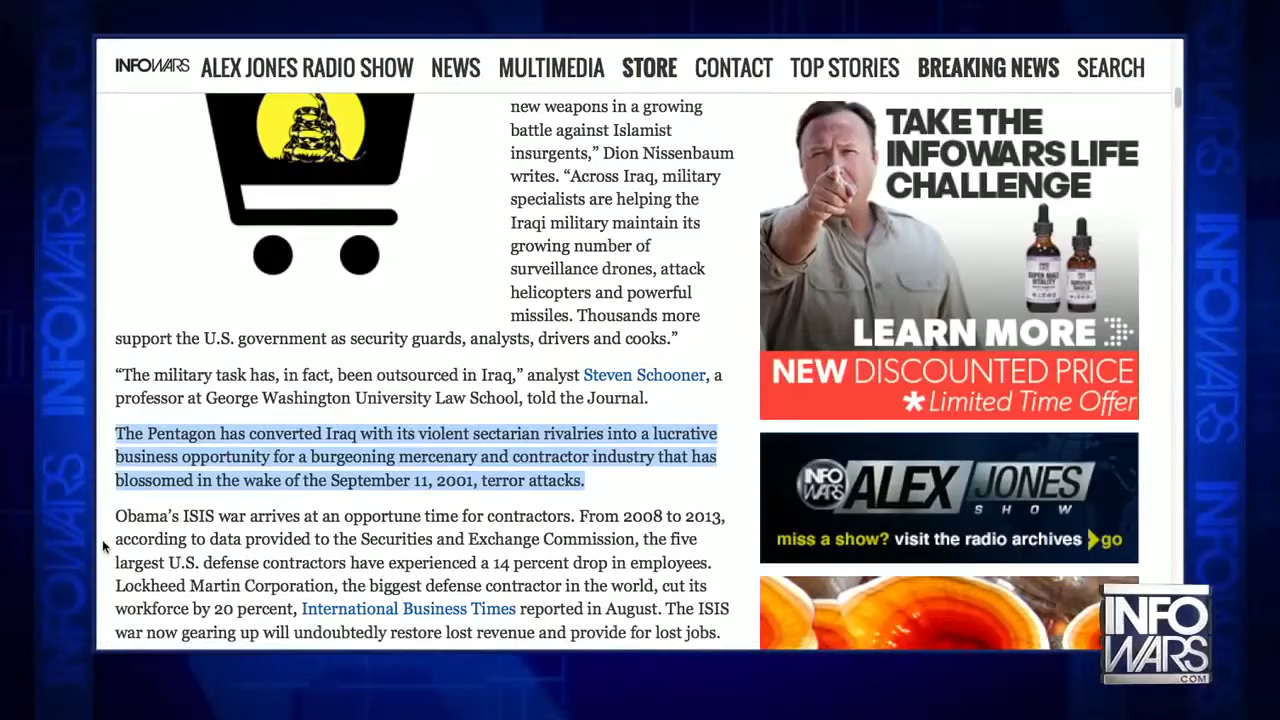 INFOWARS ALEX JONES RADIO SHOW NEWS MULTIMEDIA STORE CONTACT TOP STORIES BREAKING NEWS SEARCH
new weapons in a growing
battle against Islamist
insurgents,” Dion Nissenbaum
writes. “Across Iraq, military
specialists are helping the
Iraqi military maintain its
growing number of
surveillance drones, attack
helicopters and powerful
missiles. Thousands more
support the U.S. government as security guards, analysts, drivers and cooks.”
“The military task has, in fact, been outsourced in Iraq,” analyst Steven Schooner, a
professor at George Washington University Law School, told the Journal.
The Pentagon has converted Iraq with its violent sectarian rivalries into a lucrative
business opportunity for a burgeoning mercenary and contractor industry that has
blossomed in the wake of the September 11, 2001, terror attacks.
Obama’s ISIS war arrives at an opportune time for contractors. From 2008 to 2013,
according to data provided to the Securities and Exchange Commission, the five
largest U.S. defense contractors have experienced a 14 percent drop in employees.
Lockheed Martin Corporation, the biggest defense contractor in the world, cut its
workforce by 20 percent, International Business Times reported in August. The ISIS
war now gearing up will undoubtedly restore lost revenue and provide for lost jobs.
TAKE THE
INFOWARS LIFE
CHALLENGE
SUPER MALE
VITALITY
LEARN MORE
NEW DISCOUNTED PRICE
*Limited Time Offer
INFO
WARS
ALEX JONES
SHOW
miss a show? visit the radio archives go
INFO
WARS
.COM
INFOWARS
INFOWARS